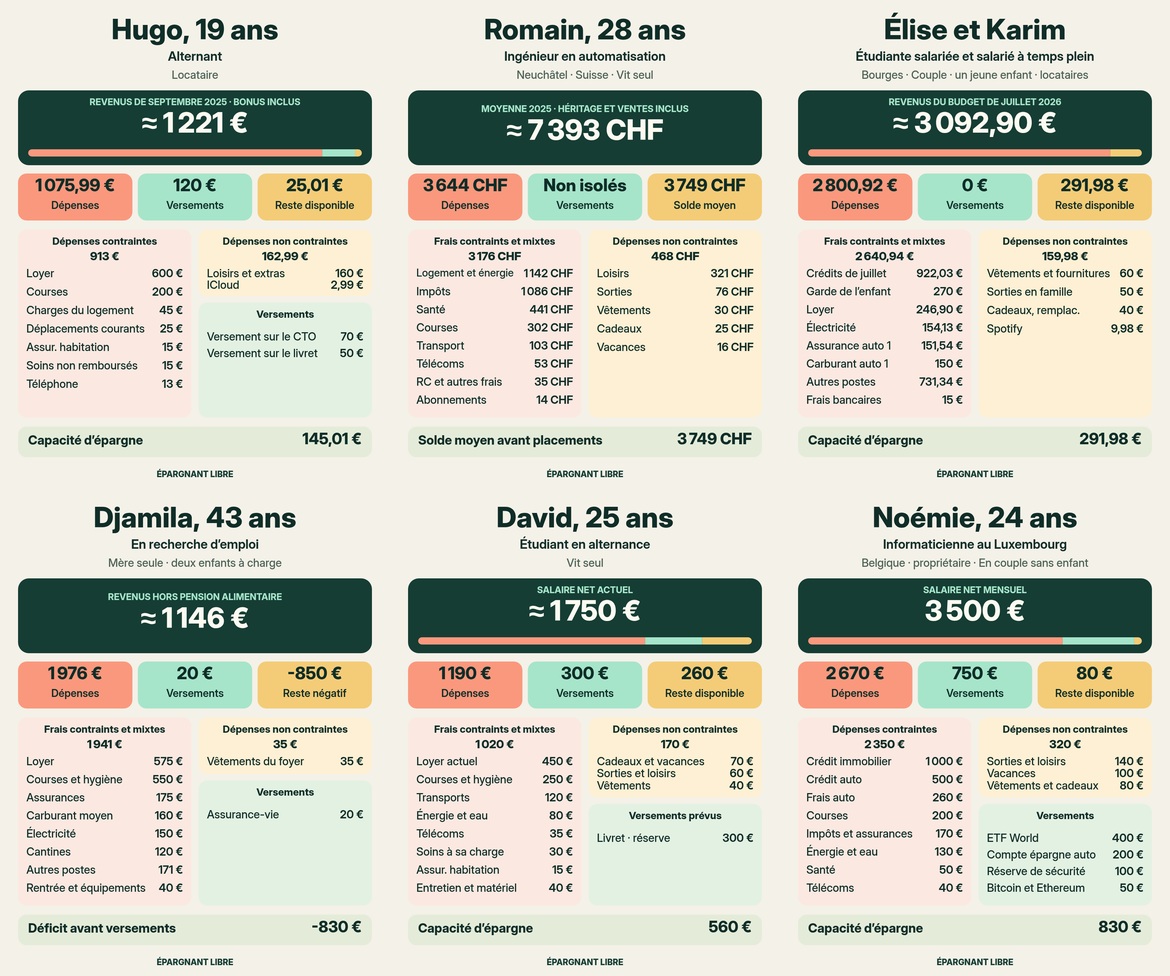 Hugo, 19 ans
Alternant
Locataire
REVENUS DE SEPTEMBRE 2025 · BONUS INCLUS
≈ 1 221 €
1 075,99 €
Dépenses
120 €
Versements
25,01 €
Reste disponible
Dépenses contraintes
913 €
Loyer 600 €
Courses 200 €
Charges du logement 45 €
Déplacements courants 25 €
Assur. habitation 15 €
Soins non remboursés 15 €
Téléphone 13 €
Dépenses non contraintes
162,99 €
Loisirs et extras 160 €
ICloud 2,99 €
Versements
Versement sur le CTO 70 €
Versement sur le livret 50 €
Capacité d’épargne 145,01 €
ÉPARGNANT LIBRE
Romain, 28 ans
Ingénieur en automatisation
Neuchâtel · Suisse · Vit seul
MOYENNE 2025 · HÉRITAGE ET VENTES INCLUS
≈ 7 393 CHF
3 644 CHF
Dépenses
Non isolés
Versements
3 749 CHF
Solde moyen
Frais contraints et mixtes
3 176 CHF
Logement et énergie 1 142 CHF
Impôts 1 086 CHF
Santé 441 CHF
Courses 302 CHF
Transport 103 CHF
Télécoms 53 CHF
RC et autres frais 35 CHF
Abonnements 14 CHF
Dépenses non contraintes
468 CHF
Loisirs 321 CHF
Sorties 76 CHF
Vêtements 30 CHF
Cadeaux 25 CHF
Vacances 16 CHF
Solde moyen avant placements 3 749 CHF
ÉPARGNANT LIBRE
Élise et Karim
Étudiante salariée et salarié à temps plein
Bourges · Couple · un jeune enfant · locataires
REVENUS DU BUDGET DE JUILLET 2026
≈ 3 092,90 €
2 800,92 €
Dépenses
0 €
Versements
291,98 €
Reste disponible
Frais contraints et mixtes
2 640,94 €
Crédits de juillet 922,03 €
Garde de l’enfant 270 €
Loyer 246,90 €
Électricité 154,13 €
Assurance auto 1 151,54 €
Carburant auto 1 150 €
Autres postes 731,34 €
Frais bancaires 15 €
Dépenses non contraintes
159,98 €
Vêtements et fournitures 60 €
Sorties en famille 50 €
Cadeaux, remplac. 40 €
Spotify 9,98 €
Capacité d’épargne 291,98 €
ÉPARGNANT LIBRE
Djamila, 43 ans
En recherche d’emploi
Mère seule · deux enfants à charge
REVENUS HORS PENSION ALIMENTAIRE
≈ 1 146 €
1 976 €
Dépenses
20 €
Versements
-850 €
Reste négatif
Frais contraints et mixtes
1 941 €
Loyer 575 €
Courses et hygiène 550 €
Assurances 175 €
Carburant moyen 160 €
Électricité 150 €
Cantines 120 €
Autres postes 171 €
Rentrée et équipements 40 €
Dépenses non contraintes
35 €
Vêtements du foyer 35 €
Versements
Assurance-vie 20 €
Déficit avant versements -830 €
ÉPARGNANT LIBRE
David, 25 ans
Étudiant en alternance
Vit seul
SALAIRE NET ACTUEL
≈ 1 750 €
1 190 €
Dépenses
300 €
Versements
260 €
Reste disponible
Frais contraints et mixtes
1 020 €
Loyer actuel 450 €
Courses et hygiène 250 €
Transports 120 €
Énergie et eau 80 €
Télécoms 35 €
Soins à sa charge 30 €
Assur. habitation 15 €
Entretien et matériel 40 €
Dépenses non contraintes
170 €
Cadeaux et vacances 70 €
Sorties et loisirs 60 €
Vêtements 40 €
Versements prévus
Livret · réserve 300 €
Capacité d’épargne 560 €
ÉPARGNANT LIBRE
Noémie, 24 ans
Informaticienne au Luxembourg
Belgique · propriétaire · En couple sans enfant
SALAIRE NET MENSUEL
3 500 €
2 670 €
Dépenses
750 €
Versements
80 €
Reste disponible
Dépenses contraintes
2 350 €
Crédit immobilier 1 000 €
Crédit auto 500 €
Frais auto 260 €
Courses 200 €
Impôts et assurances 170 €
Énergie et eau 130 €
Santé 50 €
Télécoms 40 €
Dépenses non contraintes
320 €
Sorties et loisirs 140 €
Vacances 100 €
Vêtements et cadeaux 80 €
Versements
ETF World 400 €
Compte épargne auto 200 €
Réserve de sécurité 100 €
Bitcoin et Ethereum 50 €
Capacité d’épargne 830 €
ÉPARGNANT LIBRE